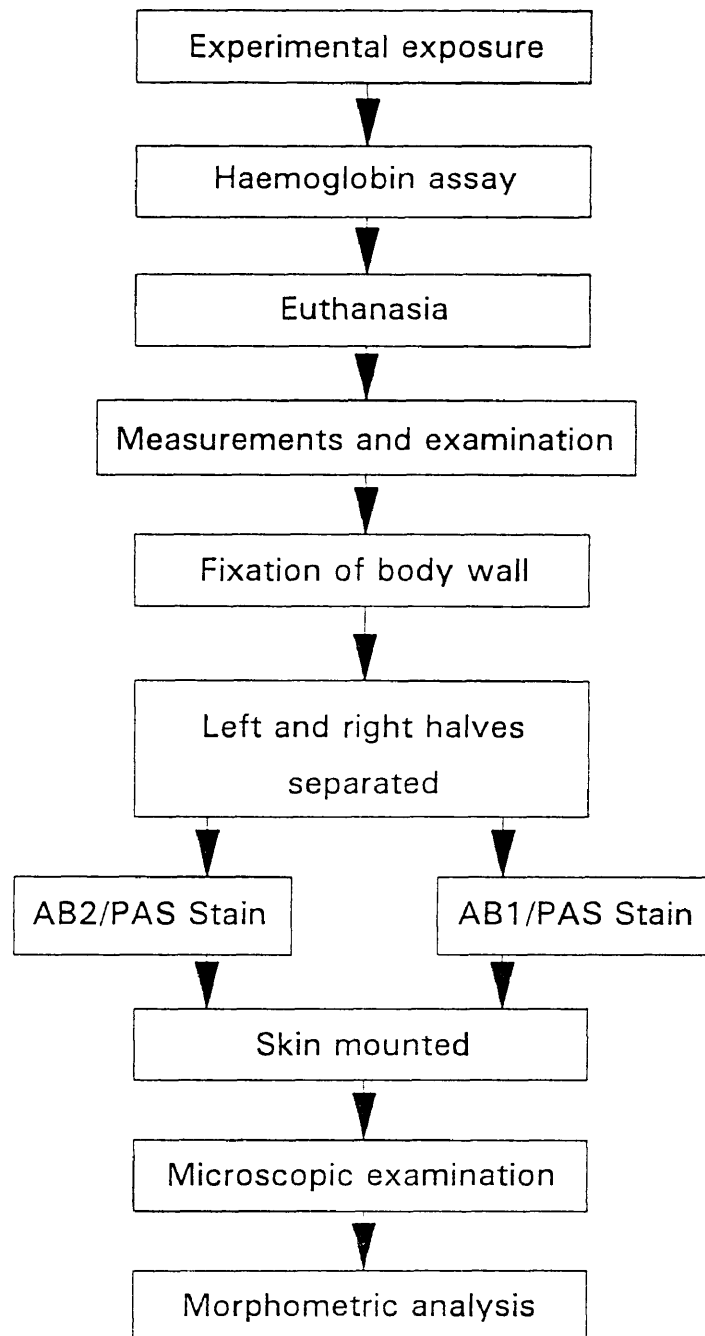 Experimental exposure
Haemoglobin assay
Euthanasia
Measurements and examination
Fixation of body wall
Left and right halves
separated
AB2/PAS Stain
AB1/PAS Stain
Skin mounted
Microscopic examination
Morphometric analysis